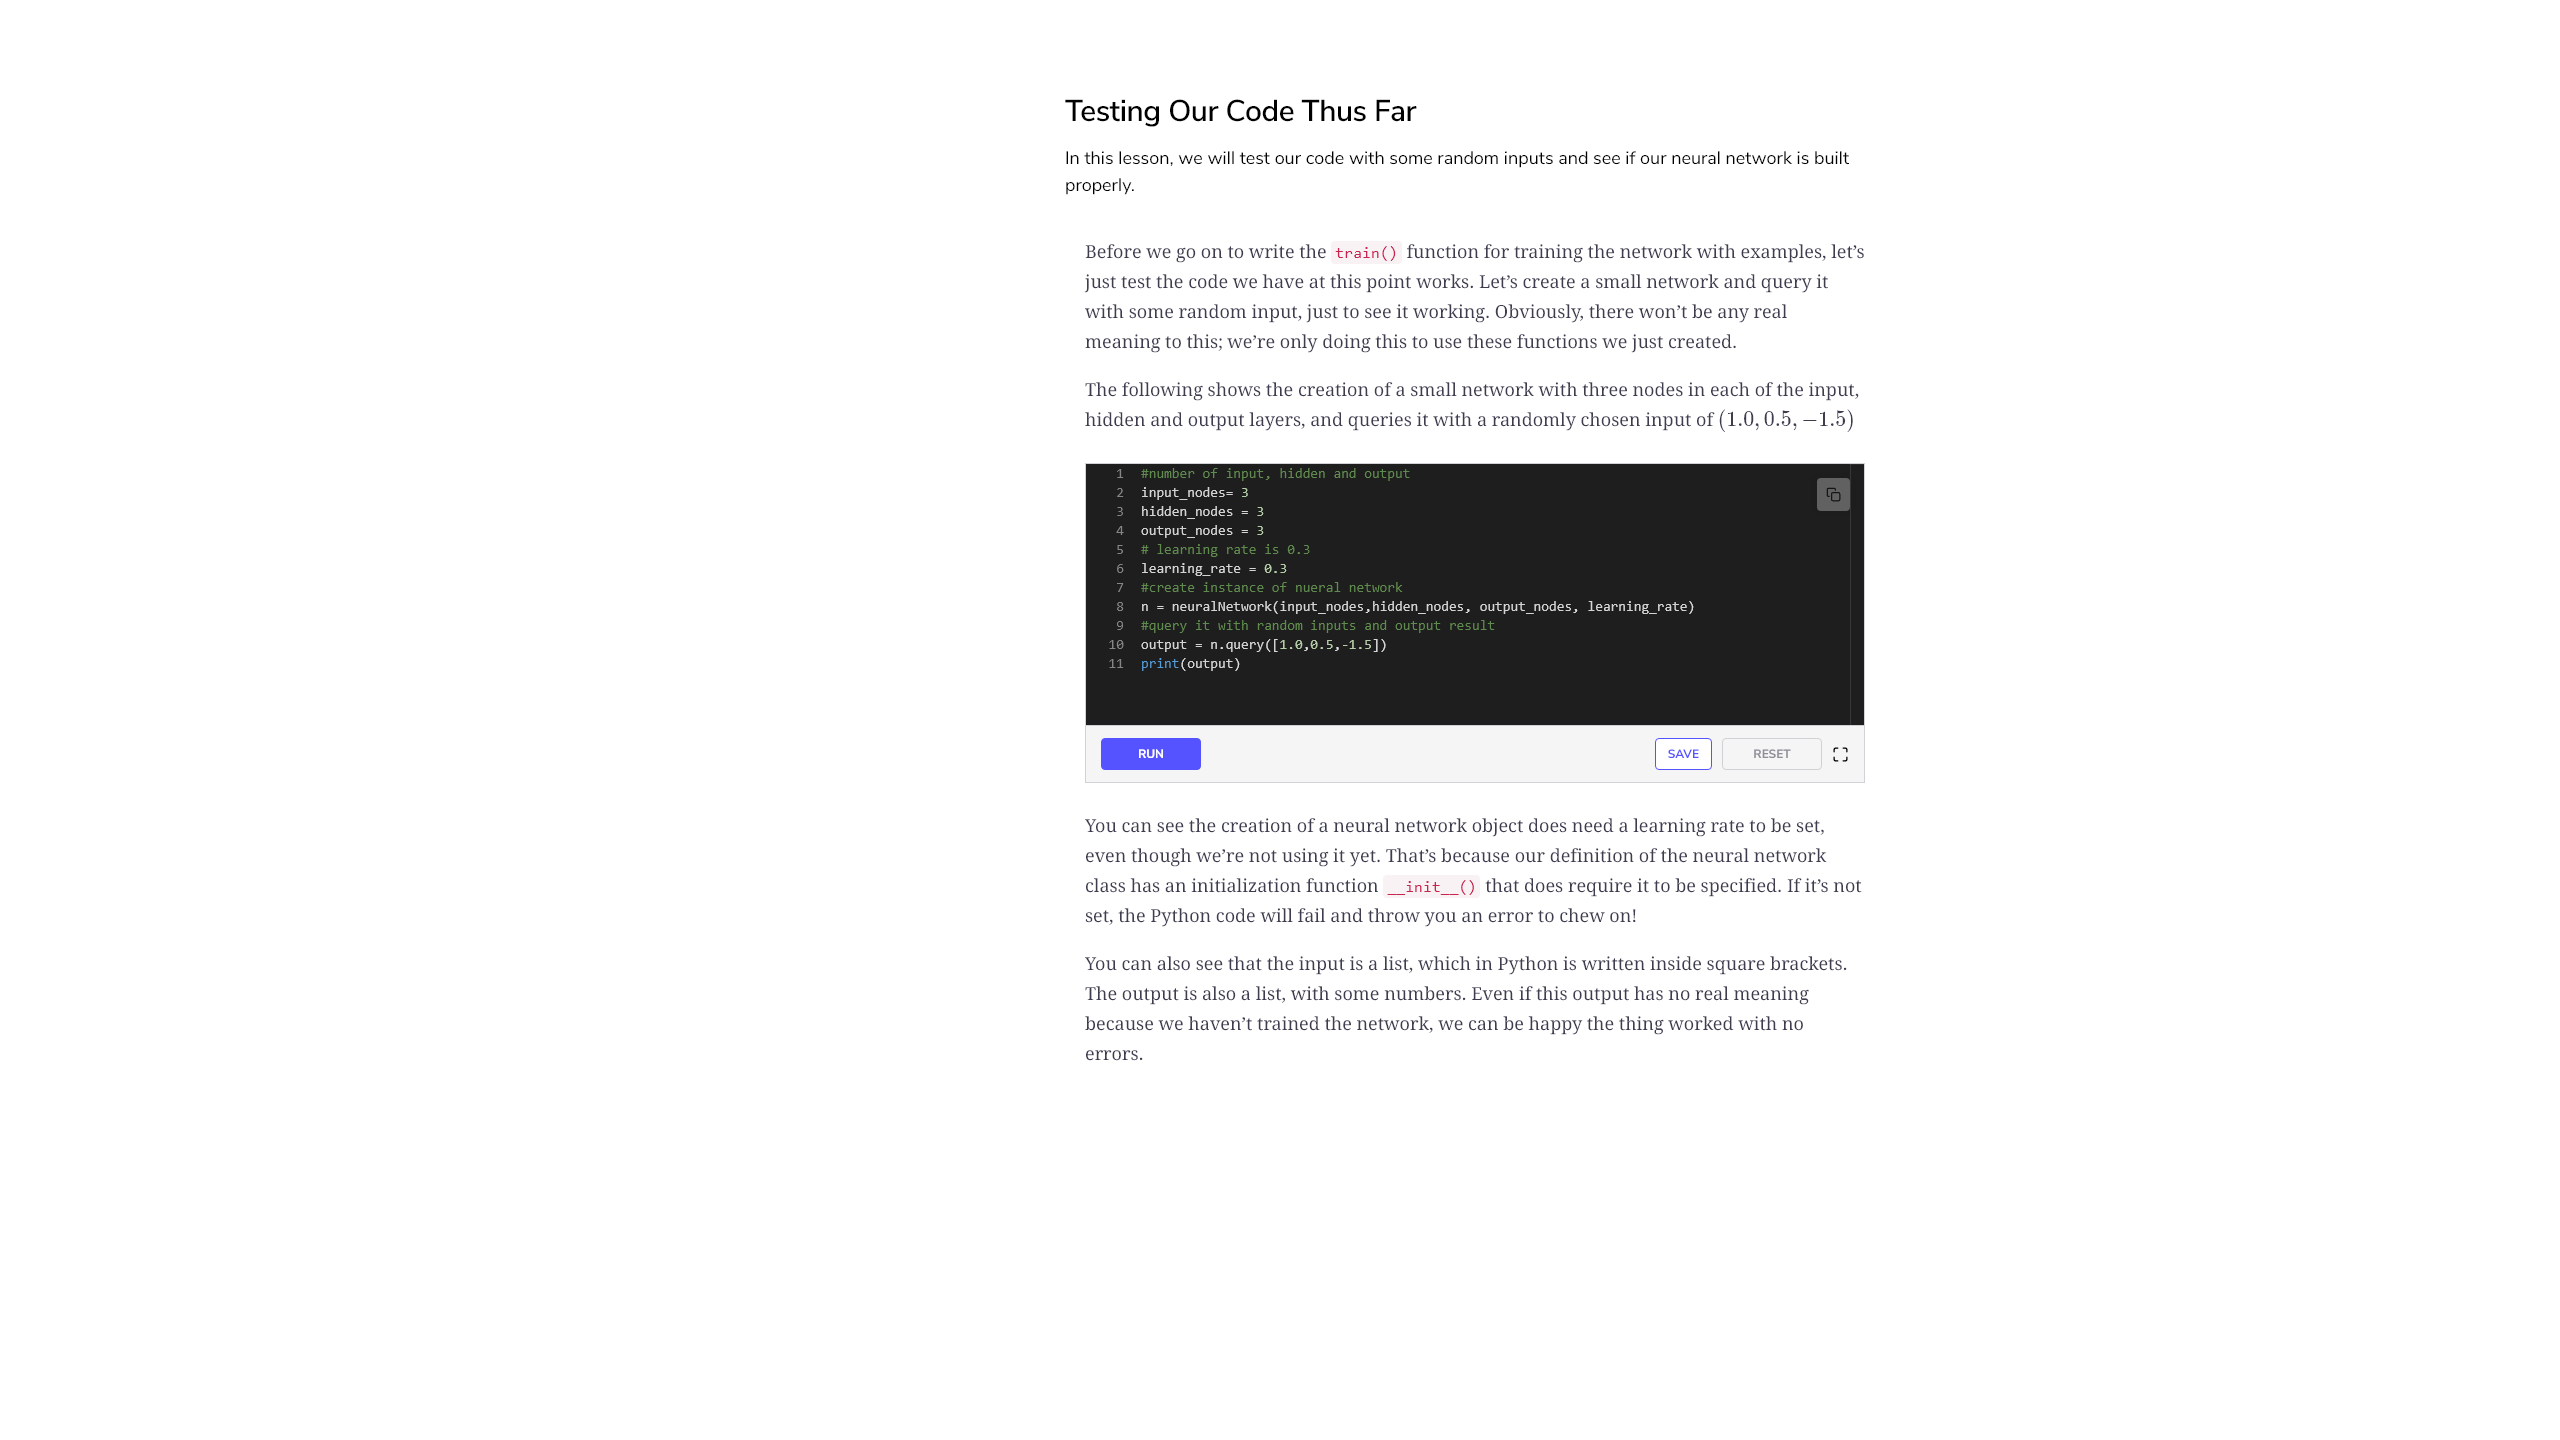 Testing Our Code Thus Far
In this lesson, we will test our code with some random inputs and see if our neural network is built
properly.
Before we go on to write the train() function for training the network with examples, let’s
just test the code we have at this point works. Let’s create a small network and query it
with some random input, just to see it working. Obviously, there won’t be any real
meaning to this; we’re only doing this to use these functions we just created.
The following shows the creation of a small network with three nodes in each of the input,
hidden and output layers, and queries it with a randomly chosen input of (1.0, 0.5, −1.5)
1 #number of input, hidden and output
2 input_nodes= 3
3 hidden_nodes = 3
4 output_nodes = 3
5 # learning rate is 0.3
6 learning_rate = 0.3
7 #create instance of nueral network
8 n = neuralNetwork(input_nodes,hidden_nodes, output_nodes, learning_rate)
9 #query it with random inputs and output result
10 output = n.query([1.0,0.5,-1.5])
11 print(output)
RUN SAVE RESET
You can see the creation of a neural network object does need a learning rate to be set,
even though we’re not using it yet. That’s because our definition of the neural network
class has an initialization function __init__() that does require it to be specified. If it’s not
set, the Python code will fail and throw you an error to chew on!
You can also see that the input is a list, which in Python is written inside square brackets.
The output is also a list, with some numbers. Even if this output has no real meaning
because we haven’t trained the network, we can be happy the thing worked with no
errors.